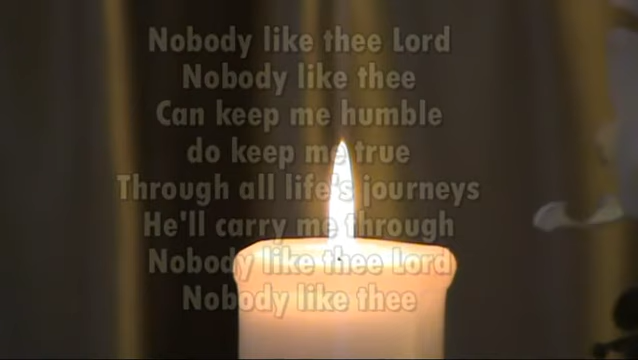 Nobody like thee Lord
Nobody like thee
Can keep me humble
do keep me true
Through all life's journeys
He'll carry me through
Nobody like thee Lord
Nobody like thee